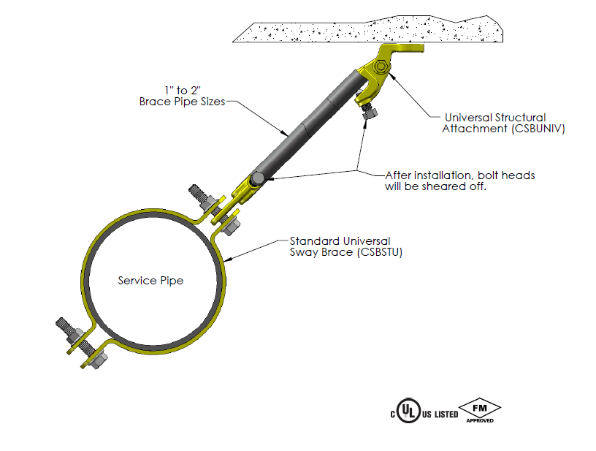 1" to 2"
Brace Pipe Sizes
Universal Structural
Attachment (CSBUNIV)
After installation, bolt heads
will be sheared off.
Standard Universal
Sway Brace (CSBSTU)
Service Pipe
C UL US LISTED FM
APPROVED